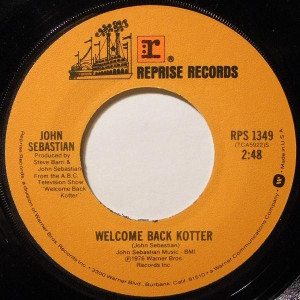 r
REPRISE RECORDS
JOHN
SEBASTIAN
Produced by
Steve Barri &
John Sebastian
From the A.B.C.
Television Show
"Welcome Back
Kotter"
RPS 1349
(TCA5922)S
2:48
Made in U.S.A.
WELCOME BACK KOTTER
(John Sebastian)
John Sebastian Music - BMI
©1976 Warner Bros.
Records Inc.
Reprise Records, a Division of Warner Bros. Records Inc. • 3300 Warner Blvd., Burbank, Calif. 91510 • a Warner Communications Company